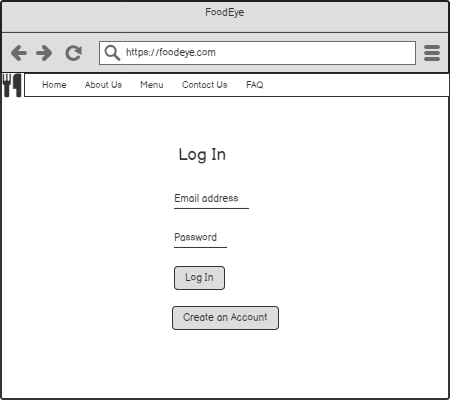 FoodEye
https://foodeye.com
Home About Us Menu Contact Us FAQ
Log In
Email address
Password
Log In
Create an Account